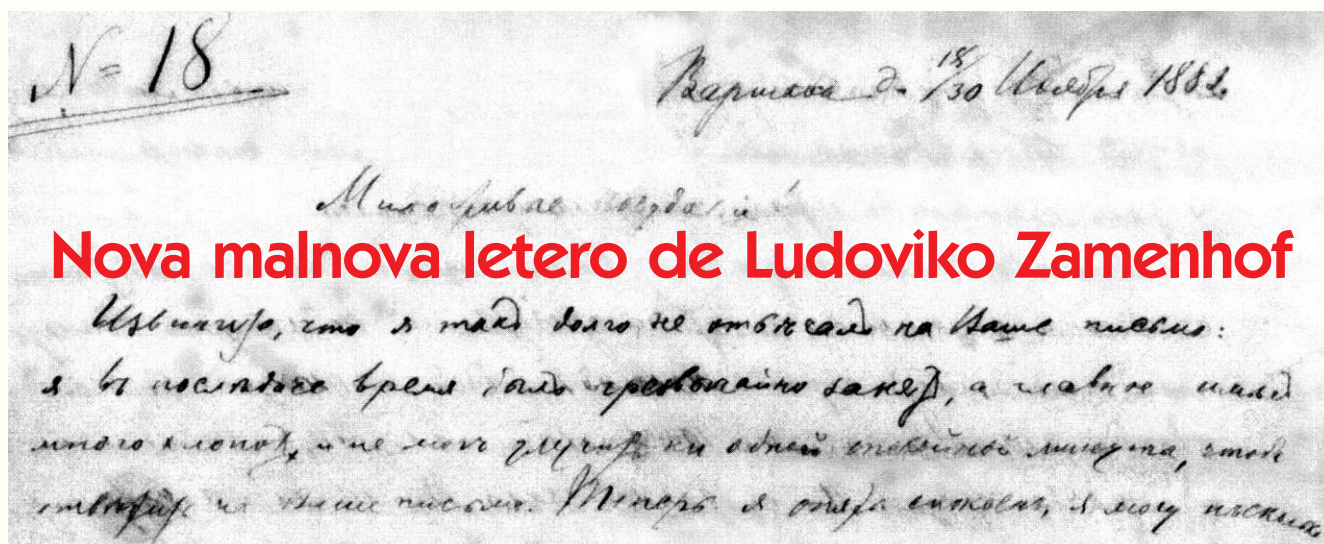 № 18
Варшава д. 18/30 Ноября 1882
Милостивый государь!
Nova malnova letero de Ludoviko Zamenhof
Извините, что я такъ долго не отвѣчалъ на Ваше письмо:
я въ послѣднее время былъ чрезвычайно занятъ, а главное имѣлъ
много хлопотъ, и не могъ улучить ни одной спокойной минуты, чтобъ
отвѣтить на Ваше письмо. Теперь я опять спокоенъ, я могу